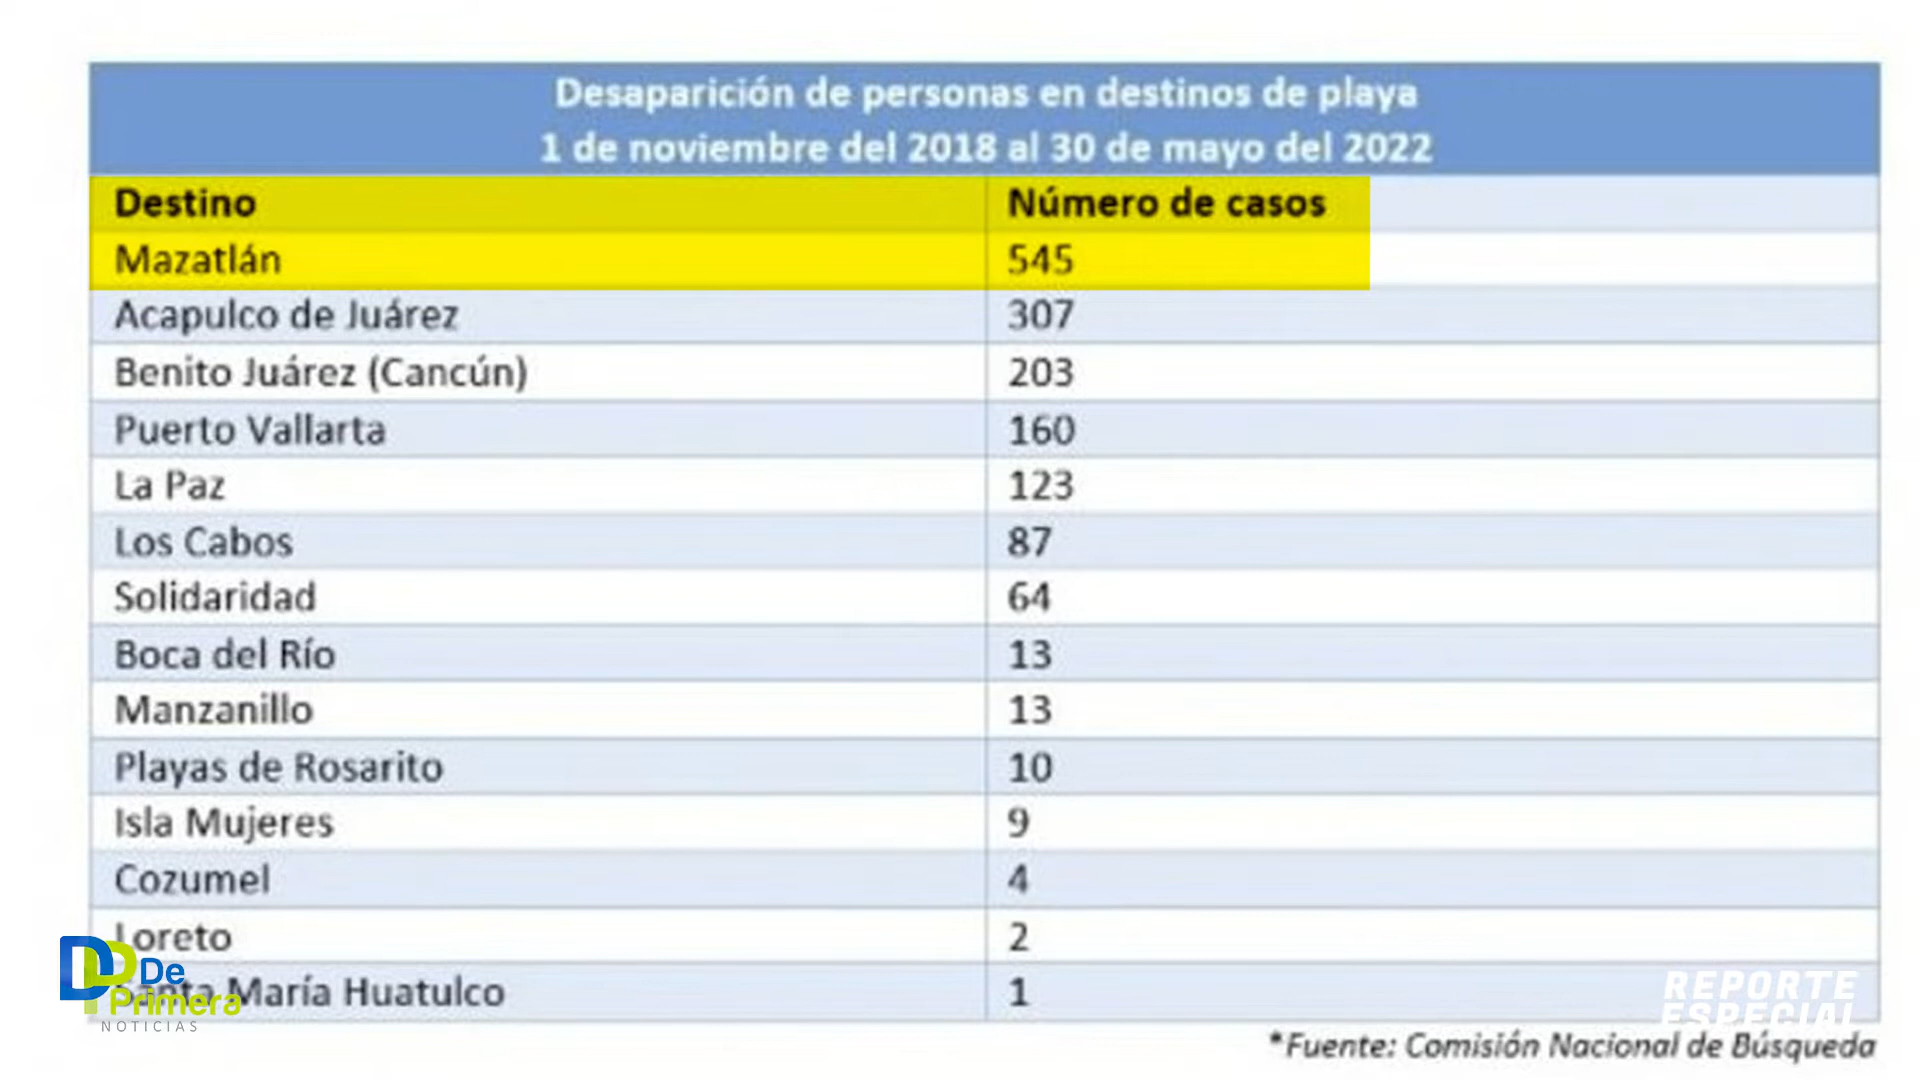 Desaparición de personas en destinos de playa
1 de noviembre del 2018 al 30 de mayo del 2022
Destino Número de casos
Mazatlán 545
Acapulco de Juárez 307
Benito Juárez (Cancún) 203
Puerto Vallarta 160
La Paz 123
Los Cabos 87
Solidaridad 64
Boca del Río 13
Manzanillo 13
Playas de Rosarito 10
Isla Mujeres 9
Cozumel 4
Loreto 2
Santa María Huatulco 1
DP De
Primera
NOTICIAS
REPORTE
ESPECIAL
*Fuente: Comisión Nacional de Búsqueda